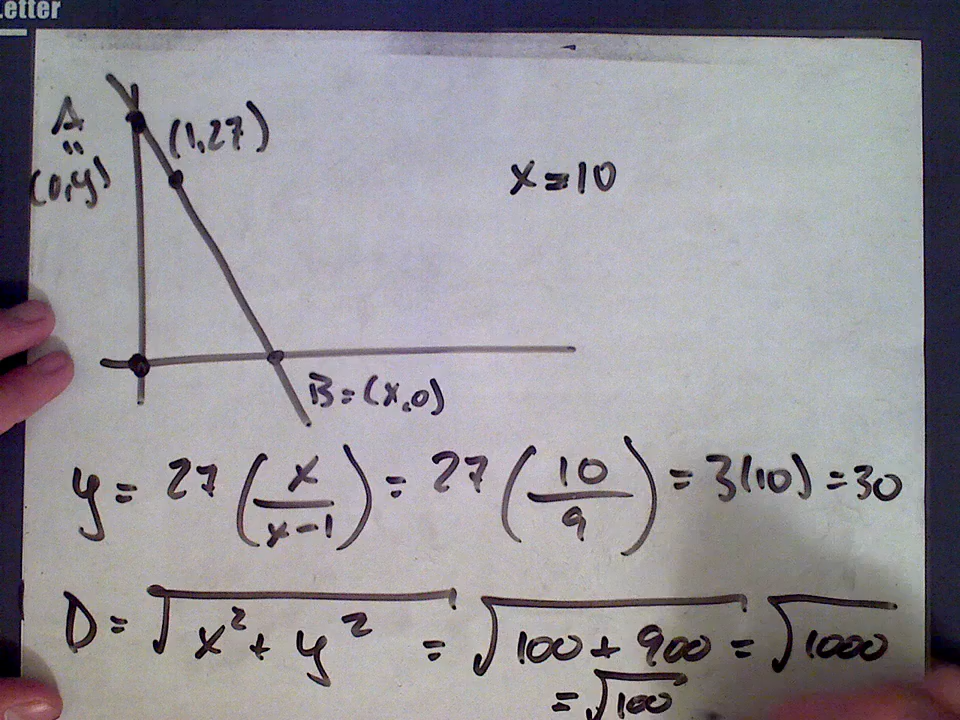 Letter
A
"
(0,y)
(1,27)
x=10
B=(x,0)
y = 27 (x/x-1) = 27 (10/9) = 3(10) = 30
D = √x² + y² = √100 + 900 = √1000
= √100